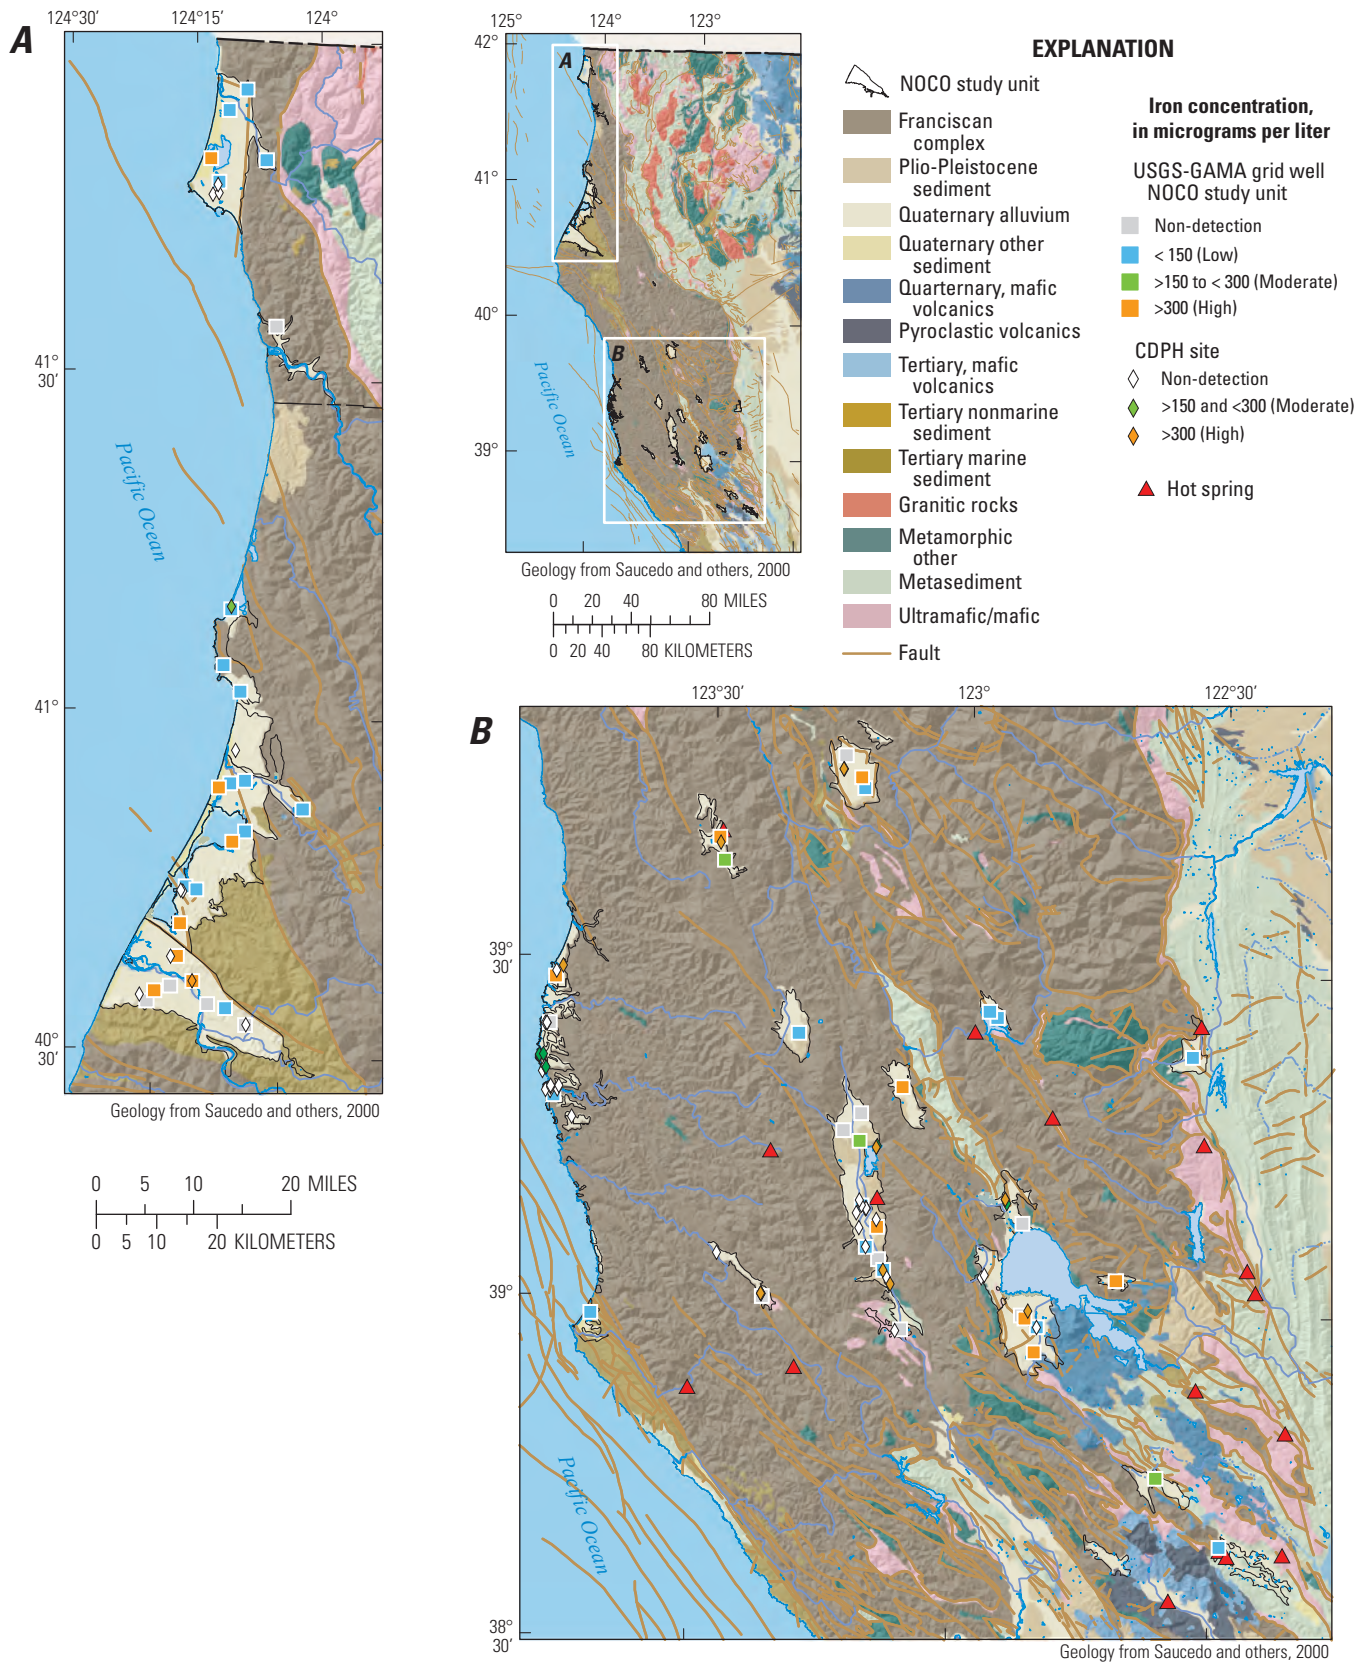 A
124°30′
124°15′
124°
41°
30′
41°
40°
30′
Pacific Ocean
Geology from Saucedo and others, 2000
0 5 10 20 MILES
0 5 10 20 KILOMETERS
125°
124°
123°
42°
41°
40°
39°
A
B
Pacific Ocean
Geology from Saucedo and others, 2000
0 20 40 80 MILES
0 20 40 80 KILOMETERS
EXPLANATION
NOCO study unit
Franciscan
complex
Plio-Pleistocene
sediment
Quaternary alluvium
Quaternary other
sediment
Quarternary, mafic
volcanics
Pyroclastic volcanics
Tertiary, mafic
volcanics
Tertiary nonmarine
sediment
Tertiary marine
sediment
Granitic rocks
Metamorphic
other
Metasediment
Ultramafic/mafic
Fault
Iron concentration,
in micrograms per liter
USGS-GAMA grid well
NOCO study unit
Non-detection
< 150 (Low)
>150 to < 300 (Moderate)
>300 (High)
CDPH site
Non-detection
>150 and <300 (Moderate)
>300 (High)
Hot spring
B
123°30′
123°
122°30′
39°
30′
39°
38°
30′
Pacific Ocean
Geology from Saucedo and others, 2000